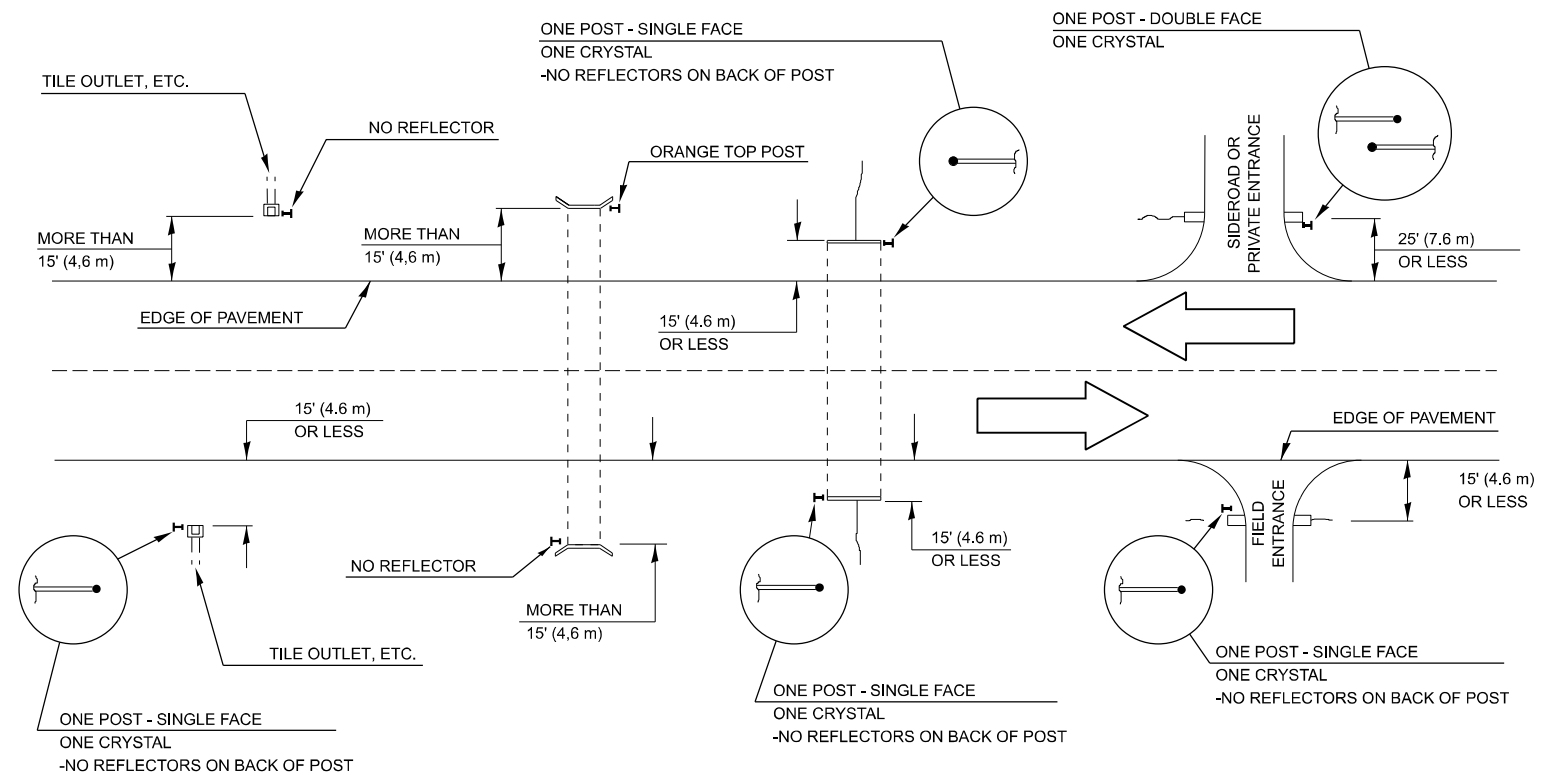 ONE POST - SINGLE FACE
ONE CRYSTAL
-NO REFLECTORS ON BACK OF POST
ONE POST - DOUBLE FACE
ONE CRYSTAL
TILE OUTLET, ETC.
NO REFLECTOR
ORANGE TOP POST
SIDEROAD OR
PRIVATE ENTRANCE
MORE THAN
15' (4,6 m)
MORE THAN
15' (4,6 m)
25' (7.6 m)
OR LESS
EDGE OF PAVEMENT
15' (4.6 m)
OR LESS
15' (4.6 m)
OR LESS
EDGE OF PAVEMENT
15' (4.6 m)
OR LESS
FIELD
ENTRANCE
15' (4.6 m)
OR LESS
NO REFLECTOR
MORE THAN
15' (4,6 m)
TILE OUTLET, ETC.
ONE POST - SINGLE FACE
ONE CRYSTAL
-NO REFLECTORS ON BACK OF POST
ONE POST - SINGLE FACE
ONE CRYSTAL
-NO REFLECTORS ON BACK OF POST
ONE POST - SINGLE FACE
ONE CRYSTAL
-NO REFLECTORS ON BACK OF POST